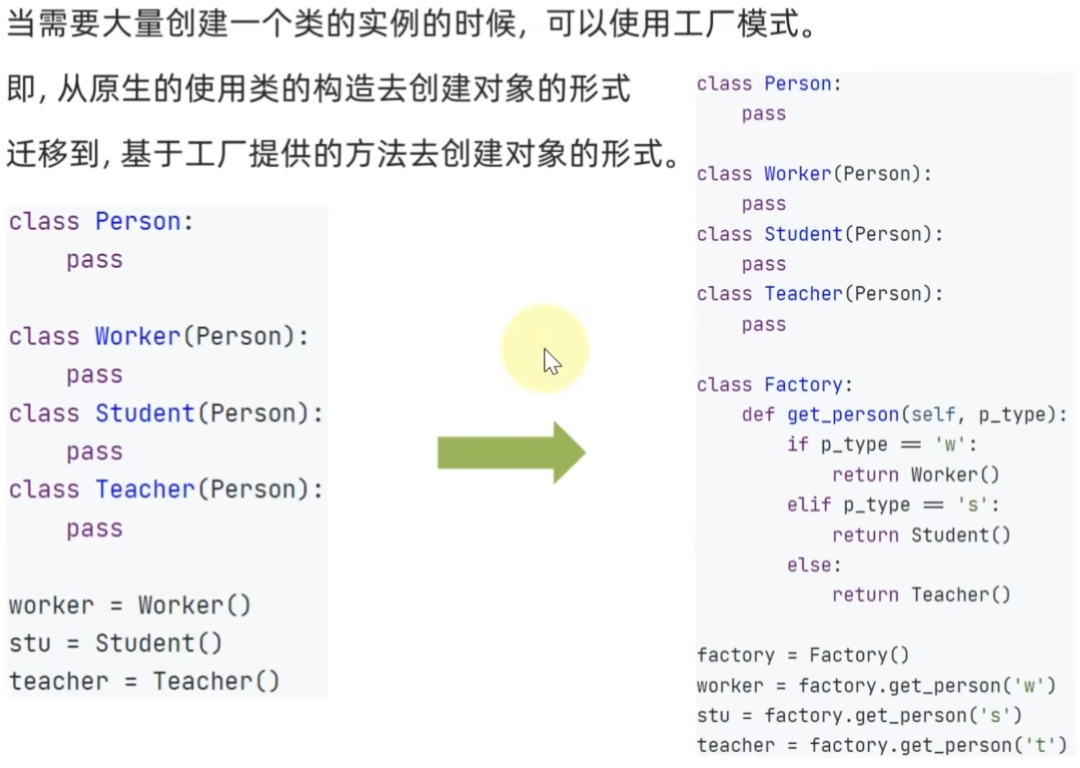 当需要大量创建一个类的实例的时候，可以使用工厂模式。
即, 从原生的使用类的构造去创建对象的形式
迁移到, 基于工厂提供的方法去创建对象的形式。
class Person:
    pass

class Worker(Person):
    pass
class Student(Person):
    pass
class Teacher(Person):
    pass

worker = Worker()
stu = Student()
teacher = Teacher()

class Person:
    pass

class Worker(Person):
    pass
class Student(Person):
    pass
class Teacher(Person):
    pass

class Factory:
    def get_person(self, p_type):
        if p_type == 'w':
            return Worker()
        elif p_type == 's':
            return Student()
        else:
            return Teacher()

factory = Factory()
worker = factory.get_person('w')
stu = factory.get_person('s')
teacher = factory.get_person('t')